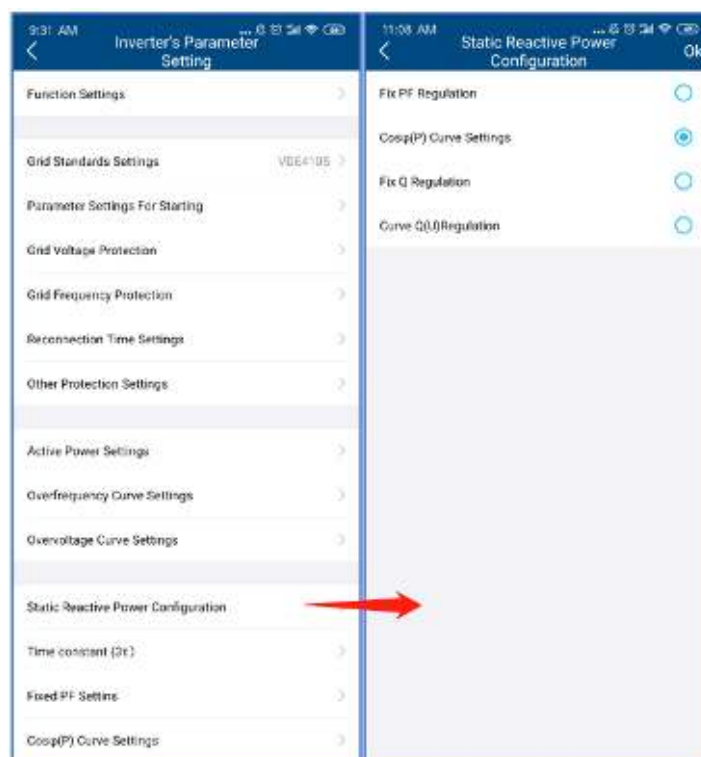 9:31 AM
Inverter's Parameter
Setting
Function Settings
Grid Standards Settings VDE4105
Parameter Settings For Starting
Grid Voltage Protection
Grid Frequency Protection
Reconnection Time Settings
Other Protection Settings
Active Power Settings
Overfrequency Curve Settings
Overvoltage Curve Settings
Static Reactive Power Configuration
Time constant (3τ)
Fixed PF Settins
Cosφ(P) Curve Settings
11:08 AM
Static Reactive Power
Configuration
Ok
Fix PF Regulation
Cosφ(P) Curve Settings
Fix Q Regulation
Curve Q(U)Regulation